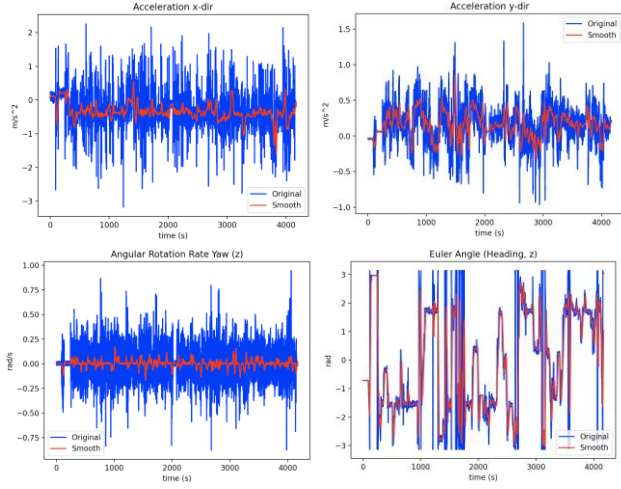 Acceleration x-dir
m/s^2
2
1
0
−1
−2
−3
Original
Smooth
0
1000
2000
3000
4000
time (s)
Acceleration y-dir
m/s^2
1.5
1.0
0.5
0.0
−0.5
−1.0
Original
Smooth
0
1000
2000
3000
4000
time (s)
Angular Rotation Rate Yaw (z)
rad/s
1.00
0.75
0.50
0.25
0.00
−0.25
−0.50
−0.75
Original
Smooth
0
1000
2000
3000
4000
time (s)
Euler Angle (Heading, z)
rad
3
2
1
0
−1
−2
−3
Original
Smooth
0
1000
2000
3000
4000
time (s)